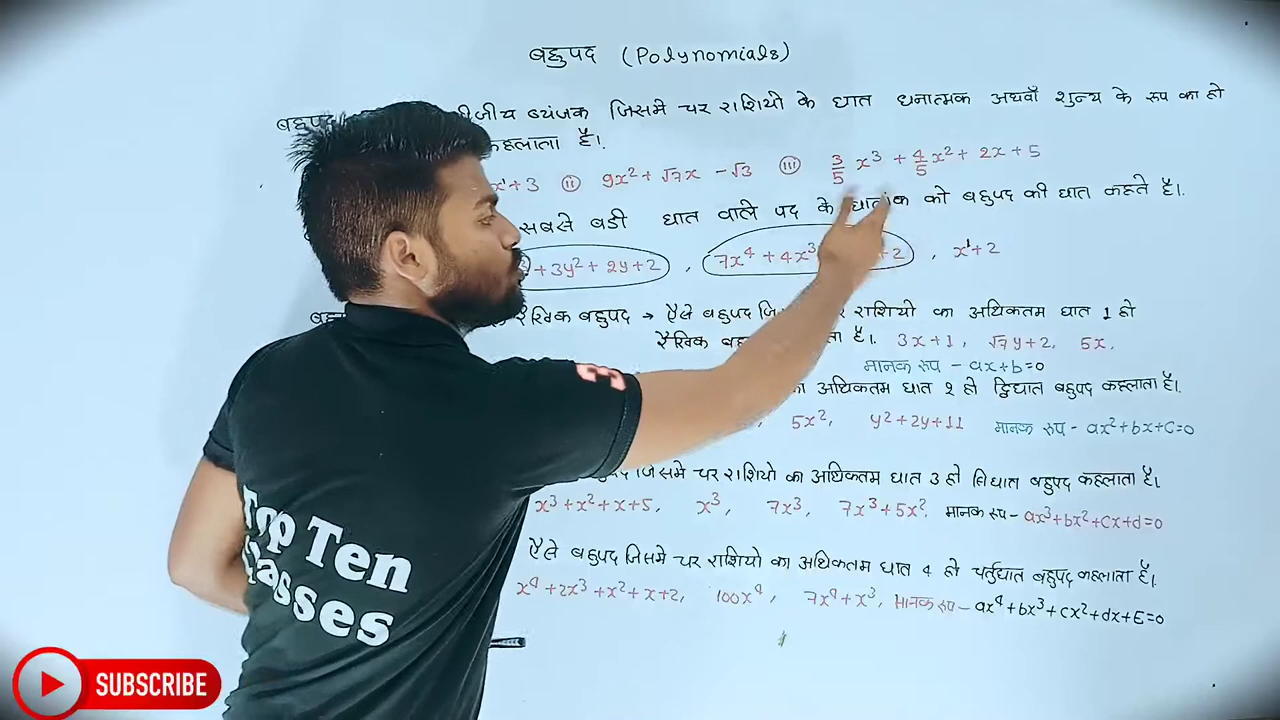 बहुपद (Polynomials)
बीजीय व्यंजक जिसमे चर राशियो के घात धनात्मक अथवाँ शुन्य के रूप का हो
कहलाता है।.
x¹+3 (ii) 9x²+√7x -√3 (iii) 3/5 x³ + 4/5 x² + 2x + 5
सबसे बडी घात वाले पद के घातांक को बहुपद की घात कहते है।.
+3y²+2y+2, 7x⁴+4x³ +2, x¹+2
रैखिक बहुपद → ऐसे बहुपद राशियो का अधिकतम घात 1 हो
रैखिक है। 3x+1, √7y+2, 5x,
मानक रूप - ax+b=0
का अधिकतम घात 2 हो द्विघात बहुपद कहलाता है।.
5x², y²+2y+11 मानक रूप - ax²+bx+c=0
जिसमे चर राशियो का अधिकतम घात 3 हो त्रिघात बहुपद कहलाता है।.
x³+x²+x+5, x³, 7x³, 7x³+5x², मानक रूप - ax³+bx²+cx+d=0
ऐसे बहुपद जिसमे चर राशियो का अधिकतम घात 4 हो चर्तुघात बहुपद कहलाता है।.
x⁴+2x³+x²+x+2, 100x⁴, 7x⁴+x³, मानक रूप - ax⁴+bx³+cx²+dx+E=0
Top Ten
Classes
SUBSCRIBE